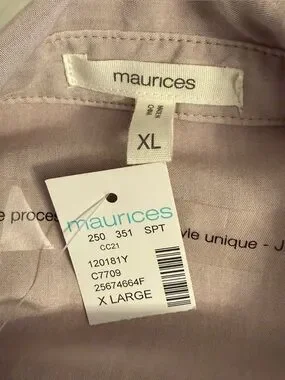 maurices
MADE IN
CHINA
XL
e proces
yle unique - J
maurices
250 351 SPT
CC21
120181Y
C7709
25674664F
X LARGE